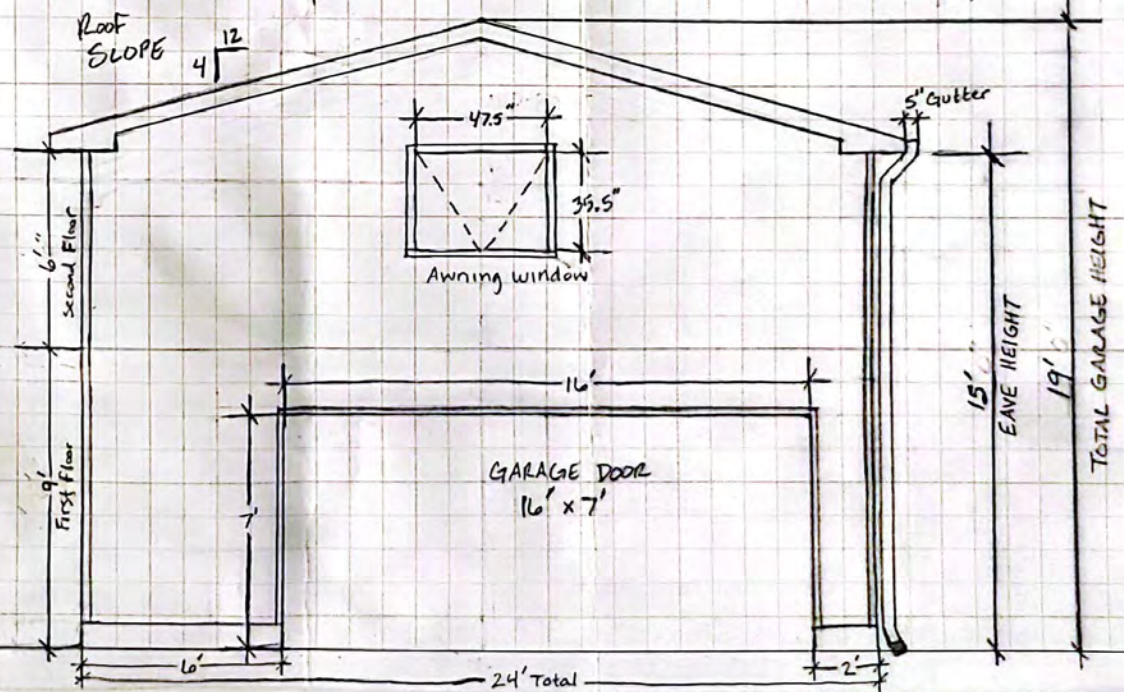 Roof
SLOPE
12
4
5" Gutter
47.5"
35.5"
Awning window
6'"
Second Floor
9'
First Floor
16'
7'
GARAGE DOOR
16' x 7'
15'
EAVE HEIGHT
19'
TOTAL GARAGE HEIGHT
6'
24' Total
2'